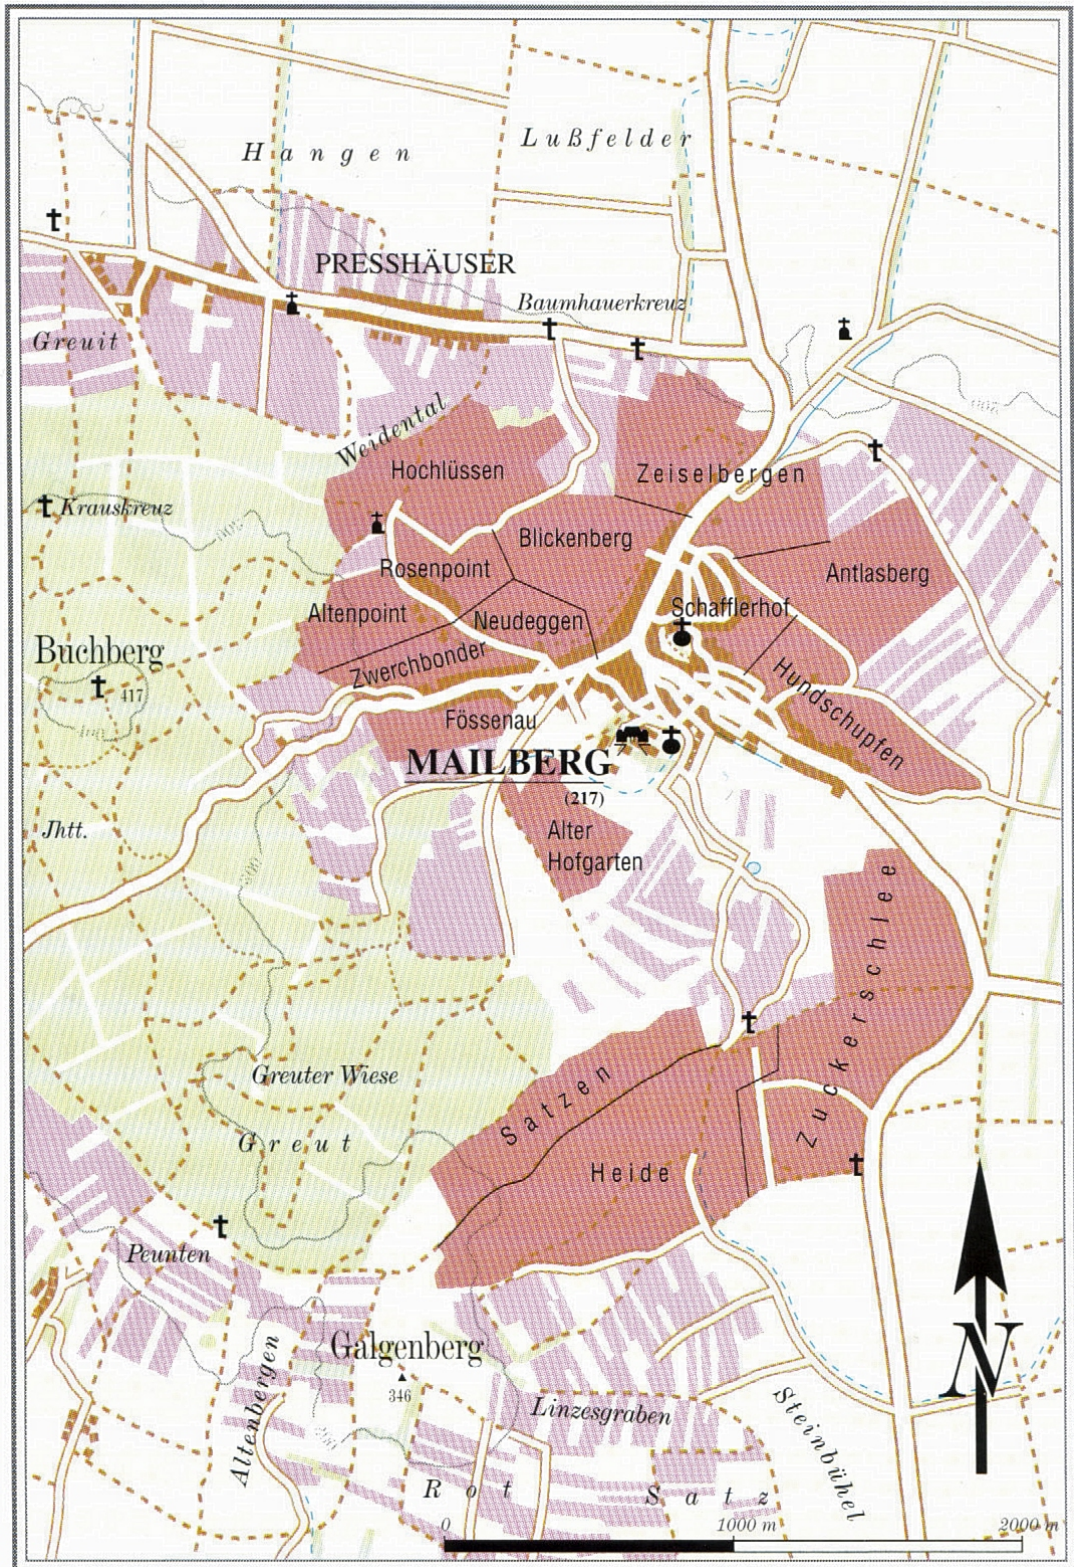 Hangen
Lußfelder
PRESSHÄUSER
Baumhauerkreuz
Greuit
Weidental
Hochlüssen
Zeiselbergen
Krauskreuz
Blickenberg
Rosenpoint
Antlasberg
Altenpoint
Neudeggen
Schafflerhof
Buchberg
417
Zwerchbonder
Hundschupfen
Fössenau
MAILBERG
(217)
Jhtt.
Alter
Hofgarten
Zuckerschlee
Greuter Wiese
Satzen
Greut
Heide
Peunten
Galgenberg
346
Altenbergen
Linzesgraben
Steinbühel
Rot
Satz
N
0
1000 m
2000 m